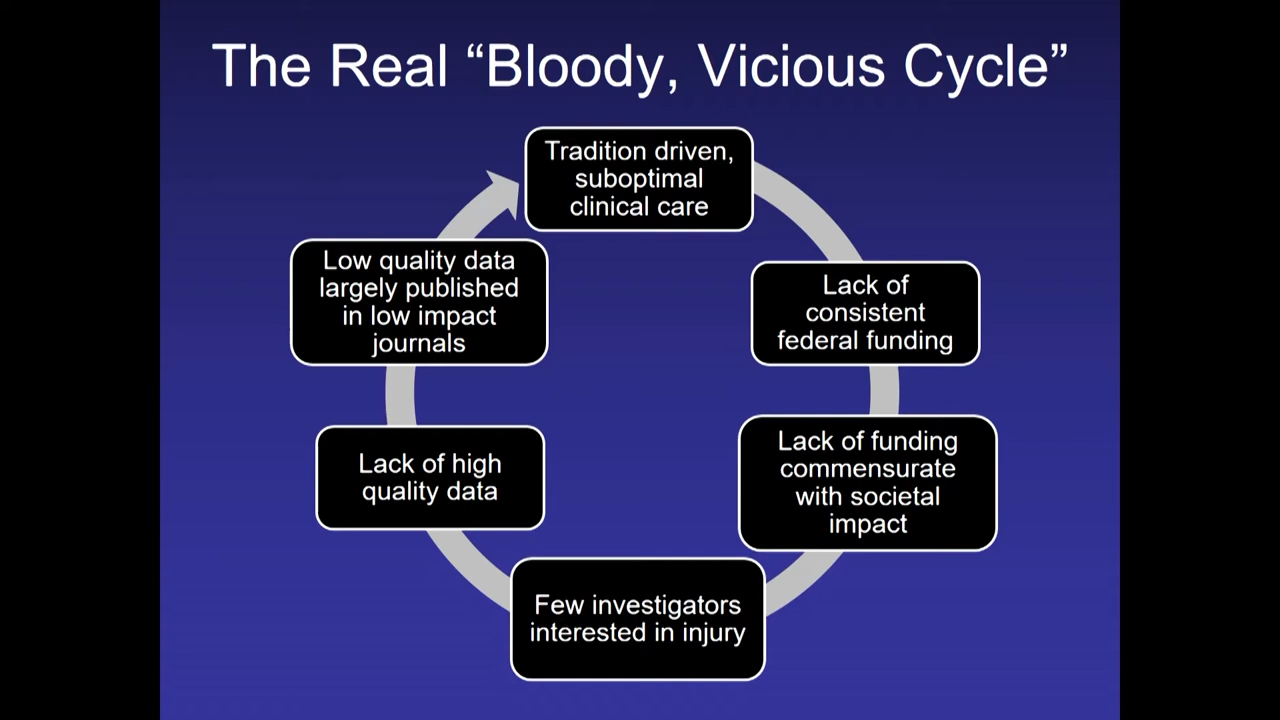 The Real “Bloody, Vicious Cycle”
Tradition driven,
suboptimal
clinical care
Lack of
consistent
federal funding
Lack of funding
commensurate
with societal
impact
Few investigators
interested in injury
Lack of high
quality data
Low quality data
largely published
in low impact
journals